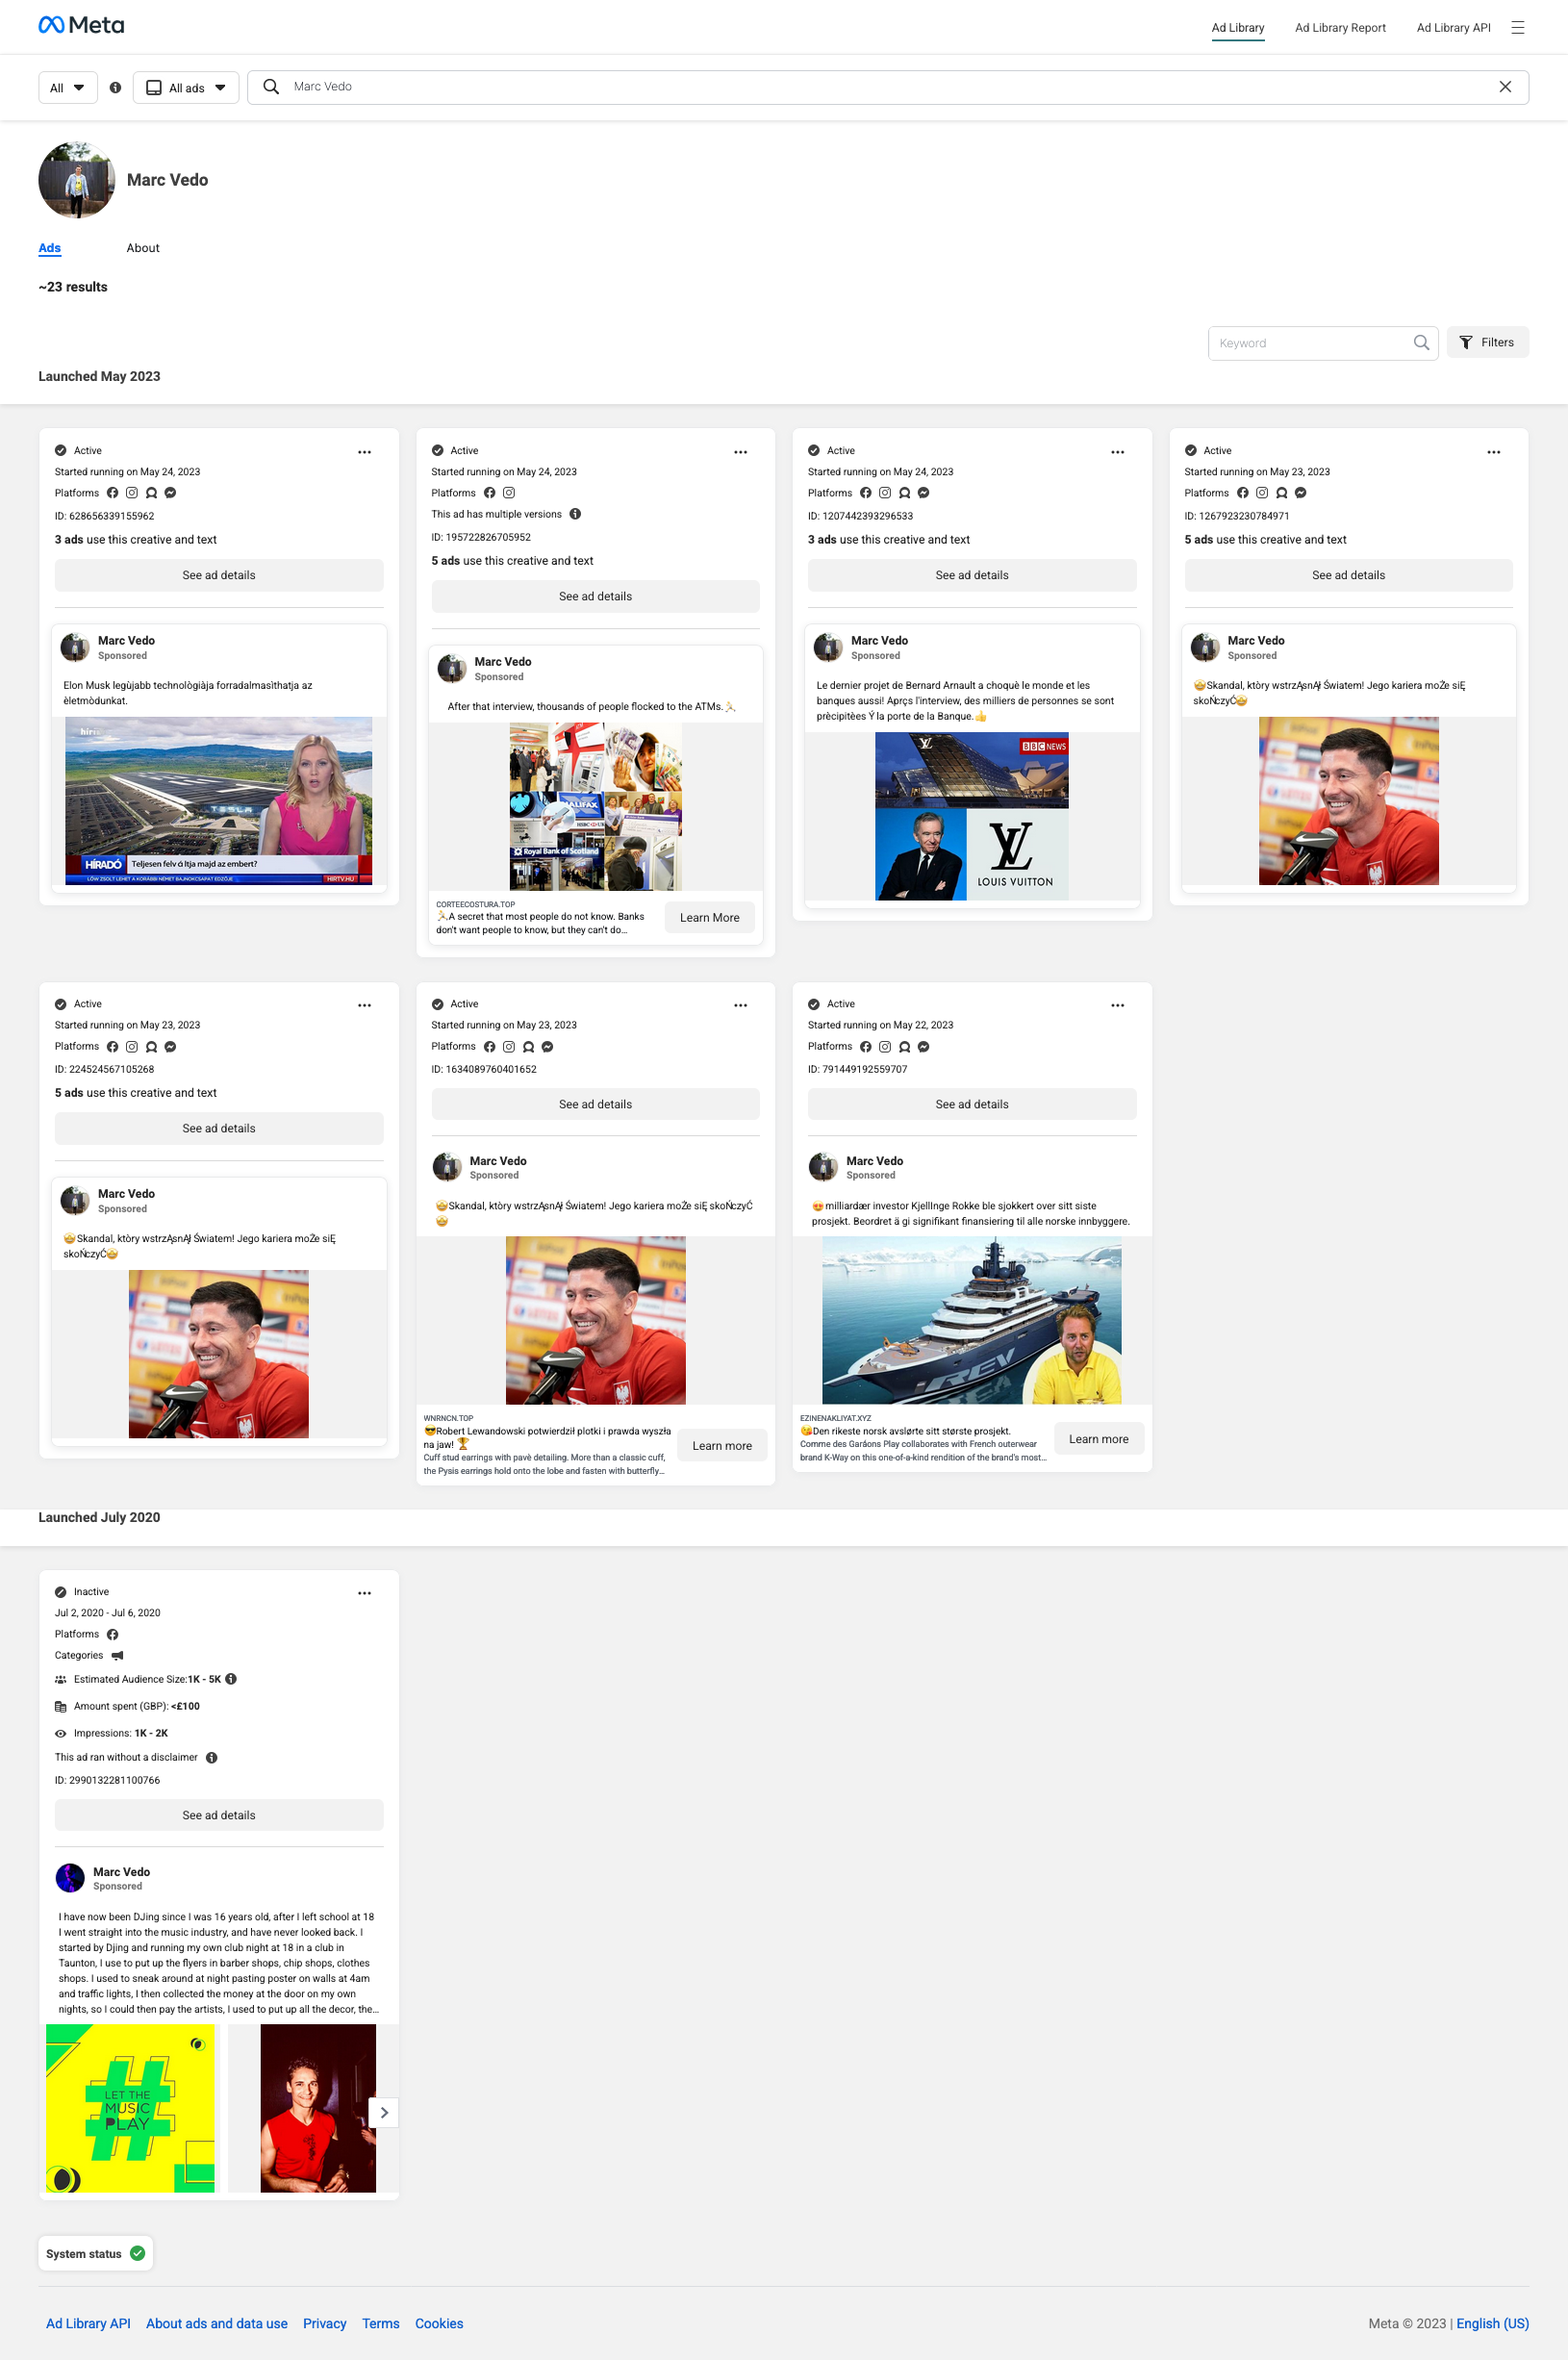 Meta
Ad Library
Ad Library Report
Ad Library API
All
All ads
Marc Vedo
Marc Vedo
Ads
About
~23 results
Keyword
Filters
Launched May 2023
Active
Started running on May 24, 2023
Platforms
ID: 628656339155962
3 ads use this creative and text
See ad details
Marc Vedo
Sponsored
Elon Musk legùjabb technològiàja forradalmasìthatja az
èletmòdunkat.
hír
TESLA
HÍRADÓ
Teljesen felv ó ltja majd az embert?
LŐW ZSOLT LEHET A KORÁBBI NÉMET BAJNOKCSAPAT EDZŐJE
HIRTV.HU
Active
Started running on May 24, 2023
Platforms
This ad has multiple versions
ID: 195722826705952
5 ads use this creative and text
See ad details
Marc Vedo
Sponsored
After that interview, thousands of people flocked to the ATMs.🏃
HALIFAX
HSBC
Royal Bank of Scotland
CORTEECOSTURA.TOP
🏃A secret that most people do not know. Banks
don't want people to know, but they can't do...
Learn More
Active
Started running on May 24, 2023
Platforms
ID: 1207442393296533
3 ads use this creative and text
See ad details
Marc Vedo
Sponsored
Le dernier projet de Bernard Arnault a choquè le monde et les
banques aussi! Aprçs l'interview, des milliers de personnes se sont
prècipitèes Ý la porte de la Banque.👍
BBC NEWS
LV
LOUIS VUITTON
Active
Started running on May 23, 2023
Platforms
ID: 1267923230784971
5 ads use this creative and text
See ad details
Marc Vedo
Sponsored
🤩Skandal, ktòry wstrzĄsnĄł Światem! Jego kariera moŻe siĘ
skoŃczyĆ🤩
Active
Started running on May 23, 2023
Platforms
ID: 224524567105268
5 ads use this creative and text
See ad details
Marc Vedo
Sponsored
🤩Skandal, ktòry wstrzĄsnĄł Światem! Jego kariera moŻe siĘ
skoŃczyĆ🤩
Active
Started running on May 23, 2023
Platforms
ID: 1634089760401652
See ad details
Marc Vedo
Sponsored
🤩Skandal, ktòry wstrzĄsnĄł Światem! Jego kariera moŻe siĘ skoŃczyĆ
🤩
WNRNCN.TOP
😎Robert Lewandowski potwierdził plotki i prawda wyszła
na jaw! 🏆
Cuff stud earrings with pavè detailing. More than a classic cuff,
the Pysis earrings hold onto the lobe and fasten with butterfly...
Learn more
Active
Started running on May 22, 2023
Platforms
ID: 791449192559707
See ad details
Marc Vedo
Sponsored
😍milliardær investor Kjelllnge Rokke ble sjokkert over sitt siste
prosjekt. Beordret ä gi signifikant finansiering til alle norske innbyggere.
REV
EZINENAKLIYAT.XYZ
😘Den rikeste norsk avslørte sitt største prosjekt.
Comme des Garáons Play collaborates with French outerwear
brand K-Way on this one-of-a-kind rendition of the brand's most...
Learn more
Launched July 2020
Inactive
Jul 2, 2020 - Jul 6, 2020
Platforms
Categories
Estimated Audience Size:1K - 5K
Amount spent (GBP): <£100
Impressions: 1K - 2K
This ad ran without a disclaimer
ID: 2990132281100766
See ad details
Marc Vedo
Sponsored
I have now been DJing since I was 16 years old, after I left school at 18
I went straight into the music industry, and have never looked back. I
started by Djing and running my own club night at 18 in a club in
Taunton, I use to put up the flyers in barber shops, chip shops, clothes
shops. I used to sneak around at night pasting poster on walls at 4am
and traffic lights, I then collected the money at the door on my own
nights, so I could then pay the artists, I used to put up all the decor, the...
LET THE
MUSIC
PLAY
System status
Ad Library API
About ads and data use
Privacy
Terms
Cookies
Meta © 2023 | English (US)